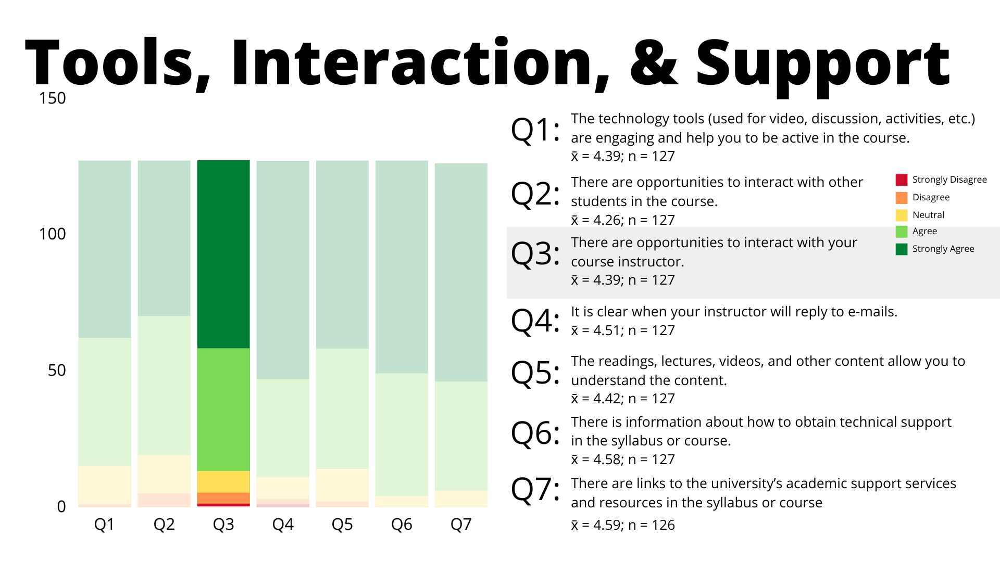 Tools, Interaction, & Support
150
100
50
0
Q1
Q2
Q3
Q4
Q5
Q6
Q7
Q1:
The technology tools (used for video, discussion, activities, etc.)
are engaging and help you to be active in the course.
x̄ = 4.39; n = 127
Q2:
There are opportunities to interact with other
students in the course.
x̄ = 4.26; n = 127
Q3:
There are opportunities to interact with your
course instructor.
x̄ = 4.39; n = 127
Q4:
It is clear when your instructor will reply to e-mails.
x̄ = 4.51; n = 127
Q5:
The readings, lectures, videos, and other content allow you to
understand the content.
x̄ = 4.42; n = 127
Q6:
There is information about how to obtain technical support
in the syllabus or course.
x̄ = 4.58; n = 127
Q7:
There are links to the university’s academic support services
and resources in the syllabus or course
x̄ = 4.59; n = 126
Strongly Disagree
Disagree
Neutral
Agree
Strongly Agree